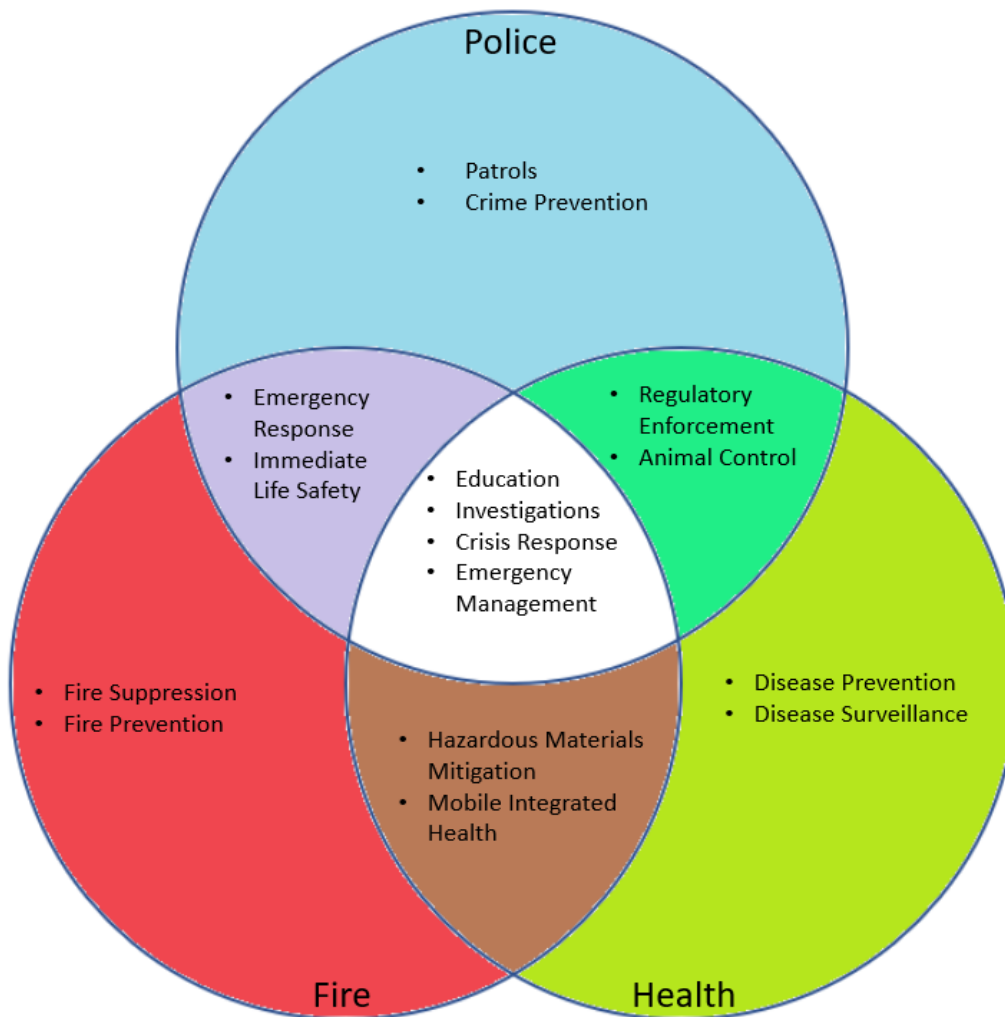 Police
• Patrols
• Crime Prevention
• Emergency
Response
• Immediate
Life Safety
• Regulatory
Enforcement
• Animal Control
• Education
• Investigations
• Crisis Response
• Emergency
Management
• Fire Suppression
• Fire Prevention
• Disease Prevention
• Disease Surveillance
• Hazardous Materials
Mitigation
• Mobile Integrated
Health
Fire
Health